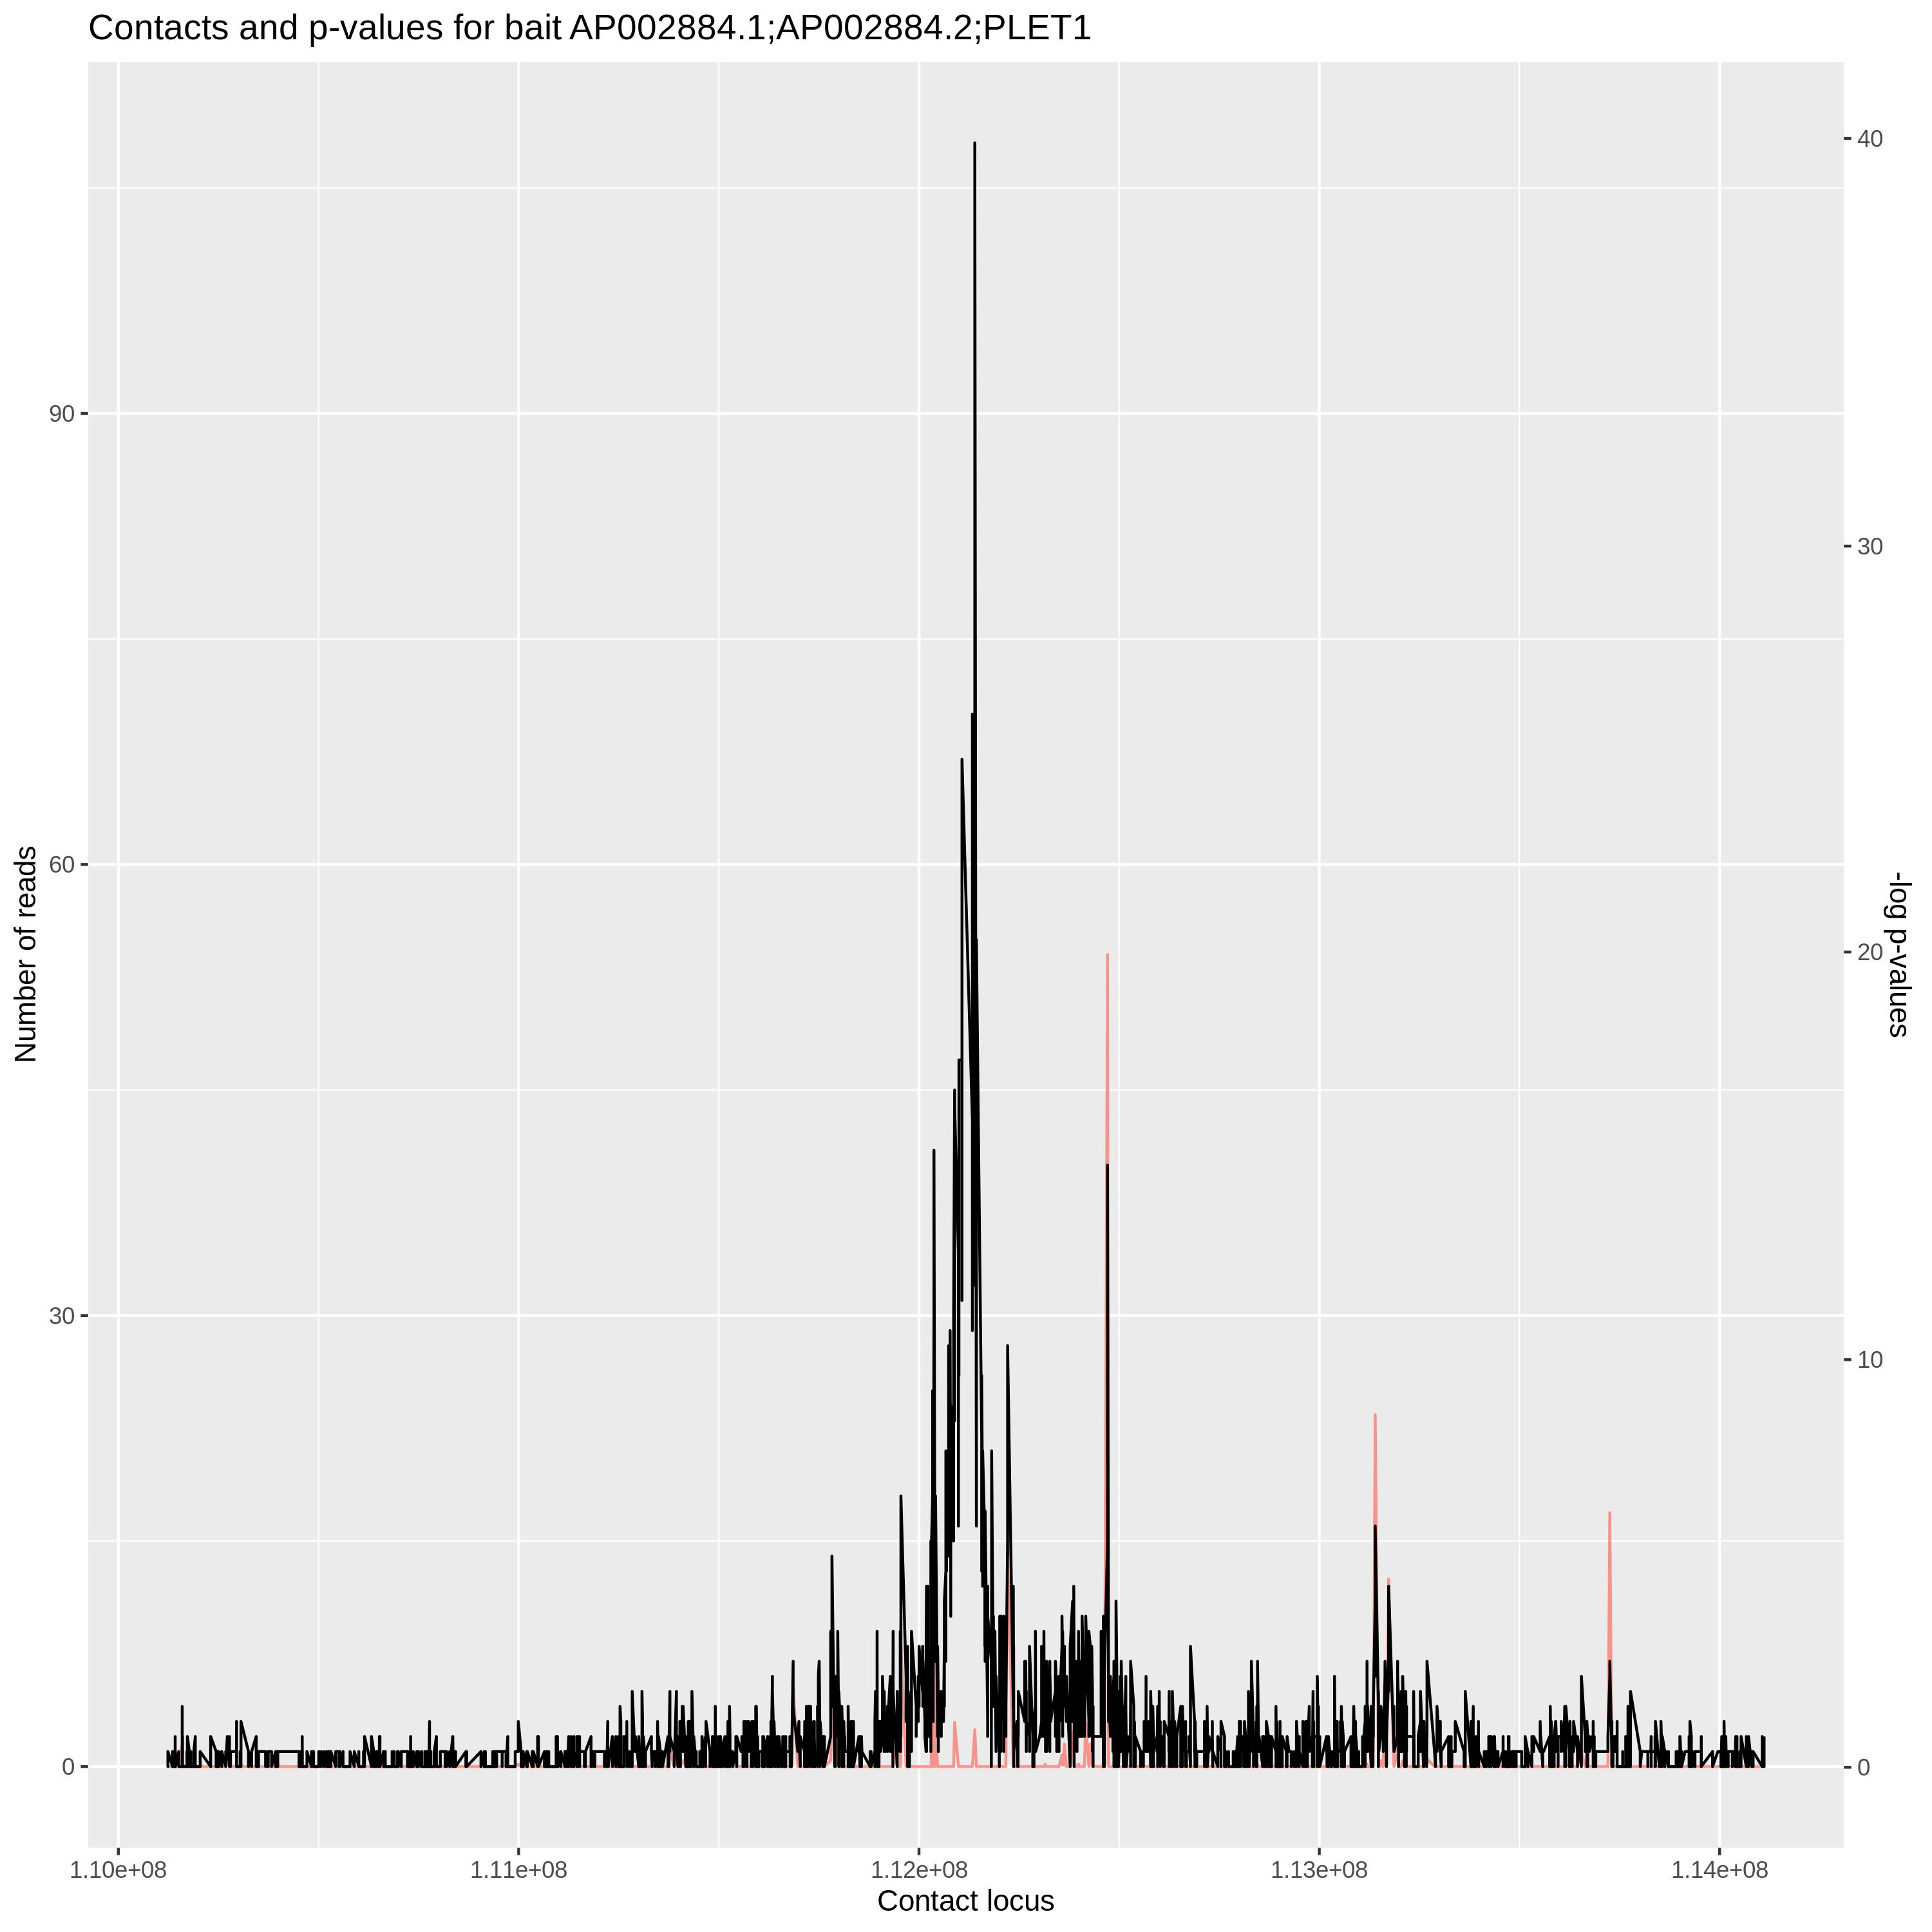 Contacts and p-values for bait AP002884.1;AP002884.2;PLET1
40
90
30
60
20
30
10
0
0
Number of reads
-log p-values
1.10e+08
1.11e+08
1.12e+08
1.13e+08
1.14e+08
Contact locus